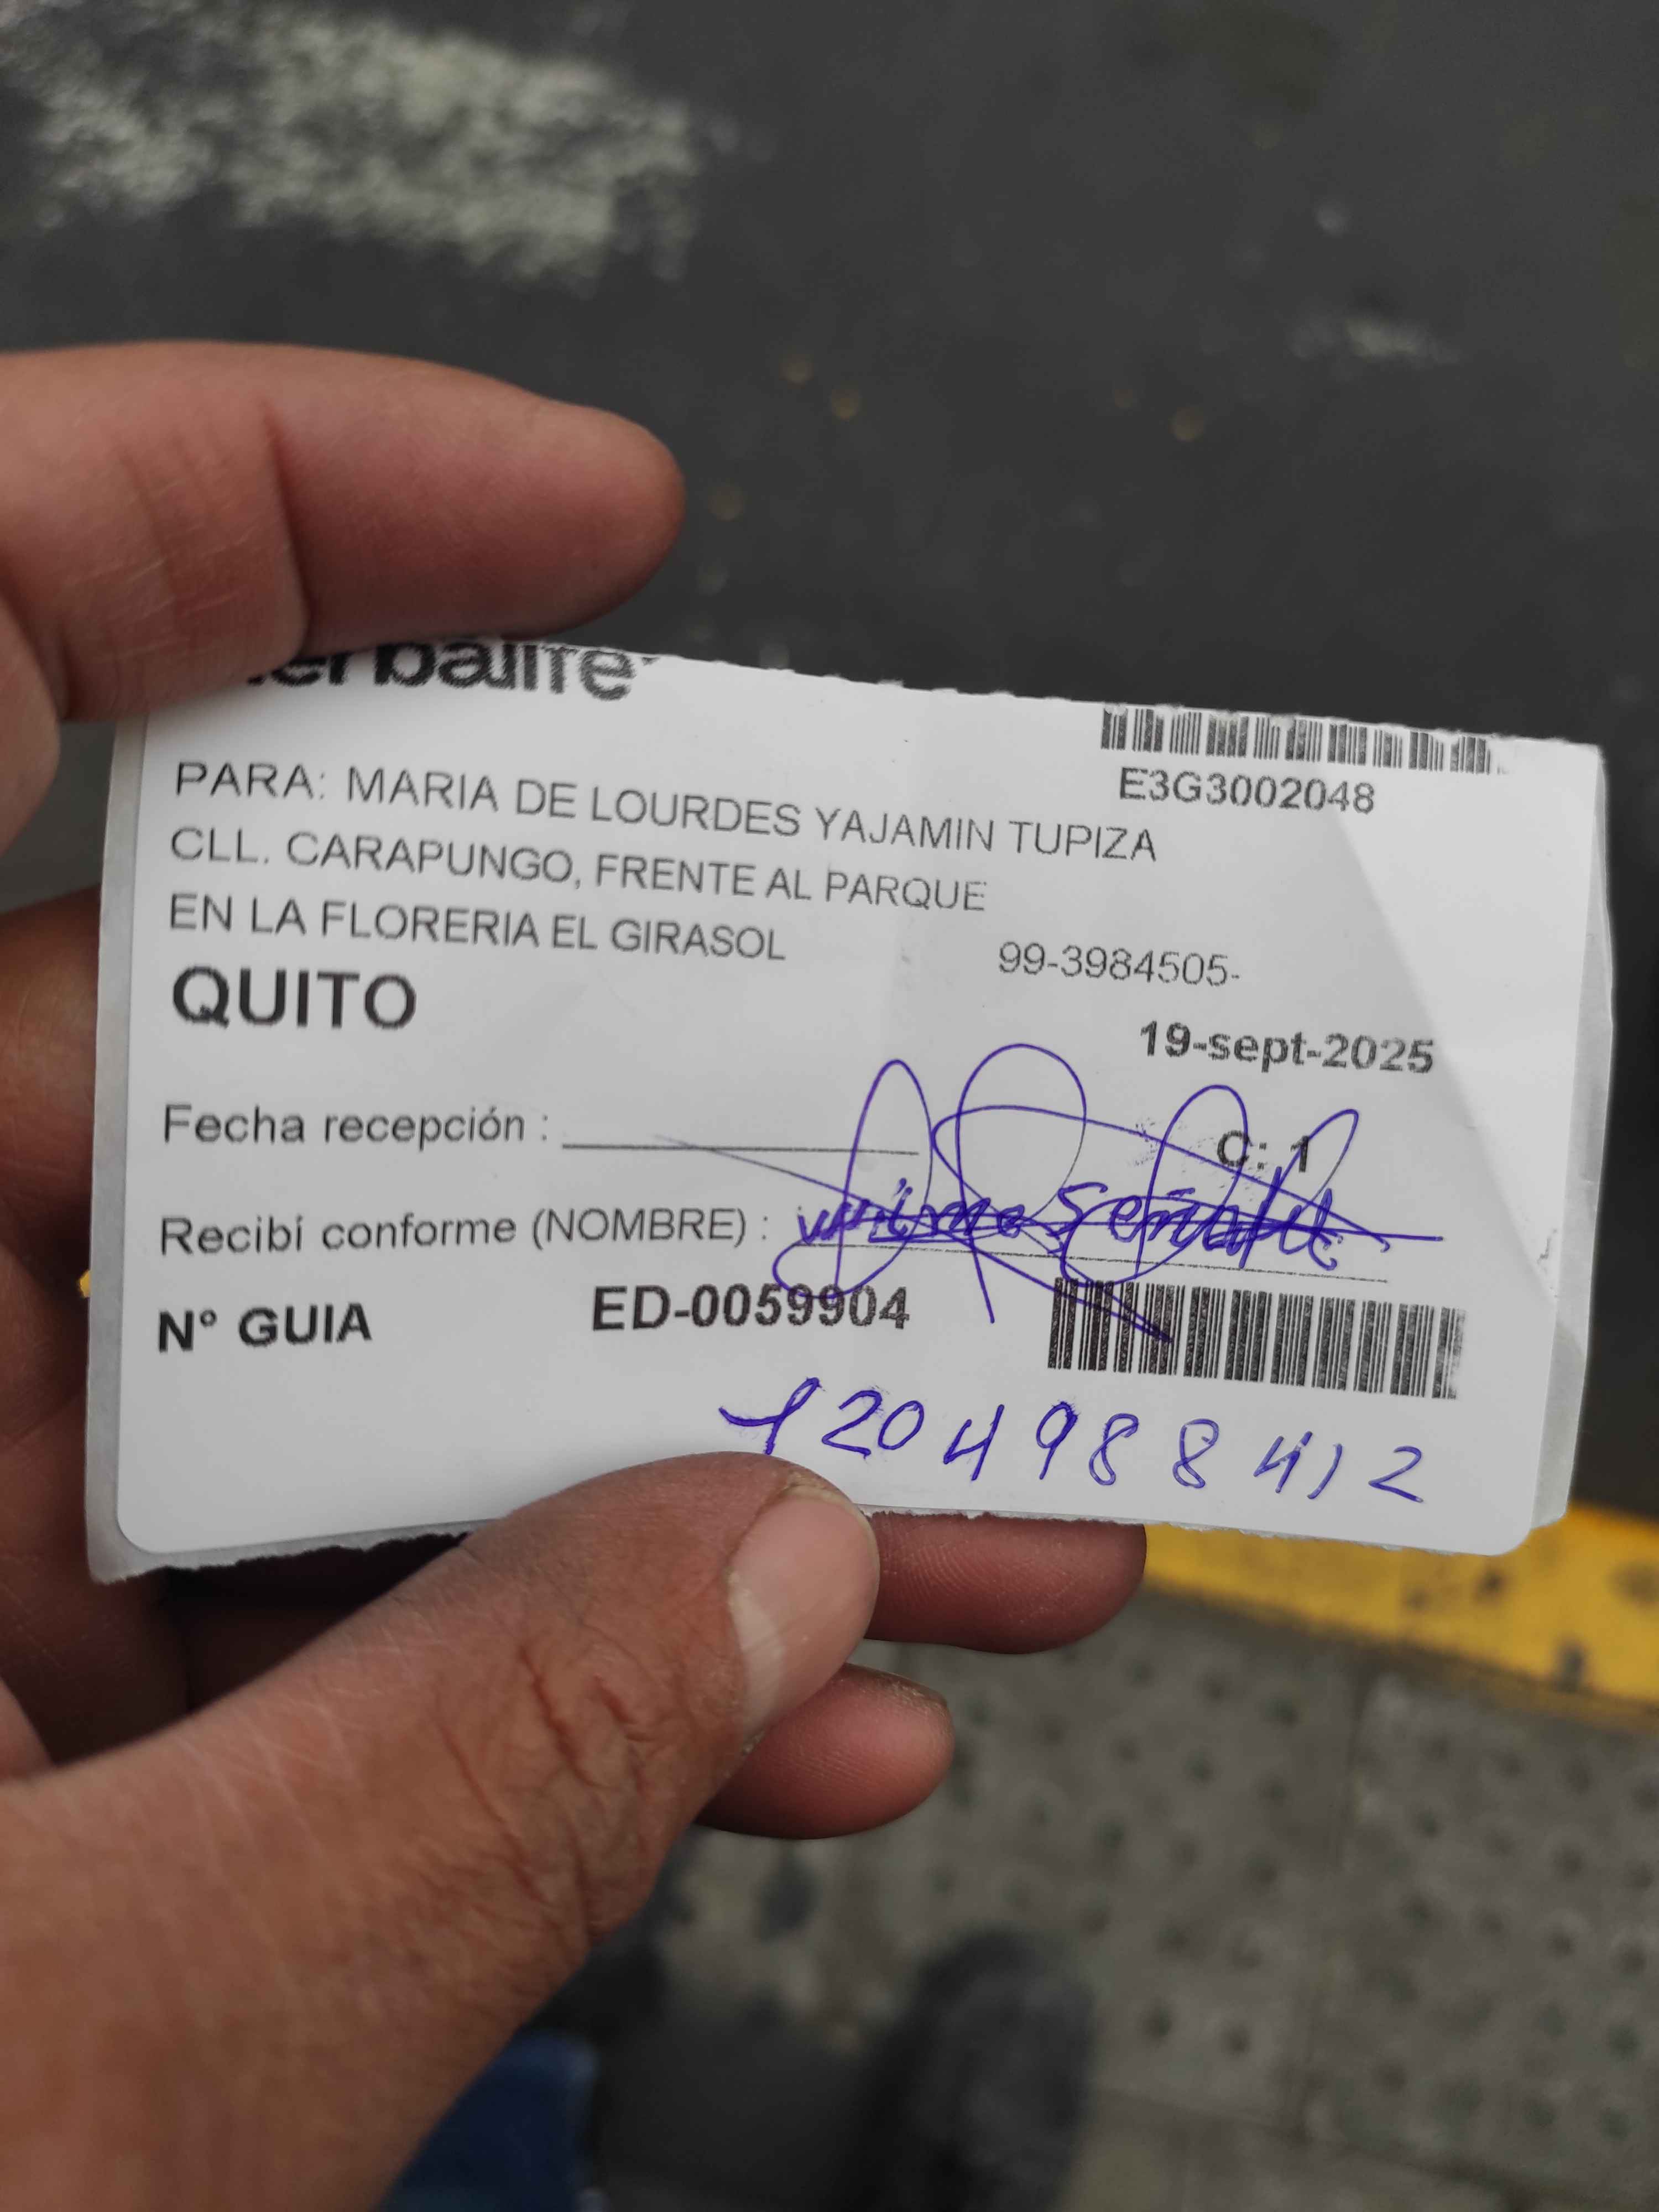 Herbalife
E3G3002048
PARA: MARIA DE LOURDES YAJAMIN TUPIZA
CLL. CARAPUNGO, FRENTE AL PARQUE
EN LA FLORERIA EL GIRASOL
99-3984505-
QUITO
19-sept-2025
Fecha recepción :
C: 1
Recibí conforme (NOMBRE) :
N° GUIA ED-0059904
1204988412